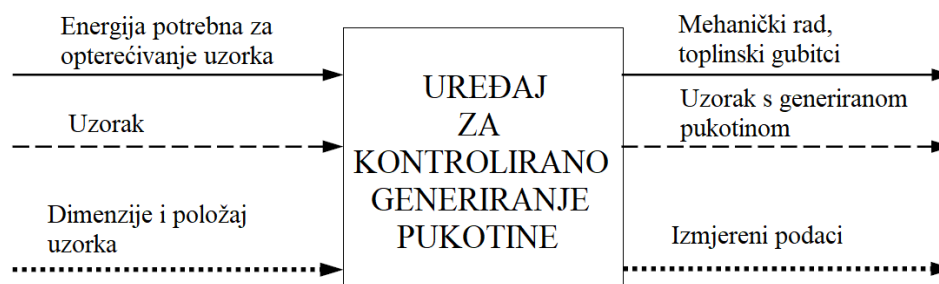 Energija potrebna za
opterećivanje uzorka
Uzorak
Dimenzije i položaj
uzorka
UREĐAJ
ZA
KONTROLIRANO
GENERIRANJE
PUKOTINE
Mehanički rad,
toplinski gubitci
Uzorak s generiranom
pukotinom
Izmjereni podaci